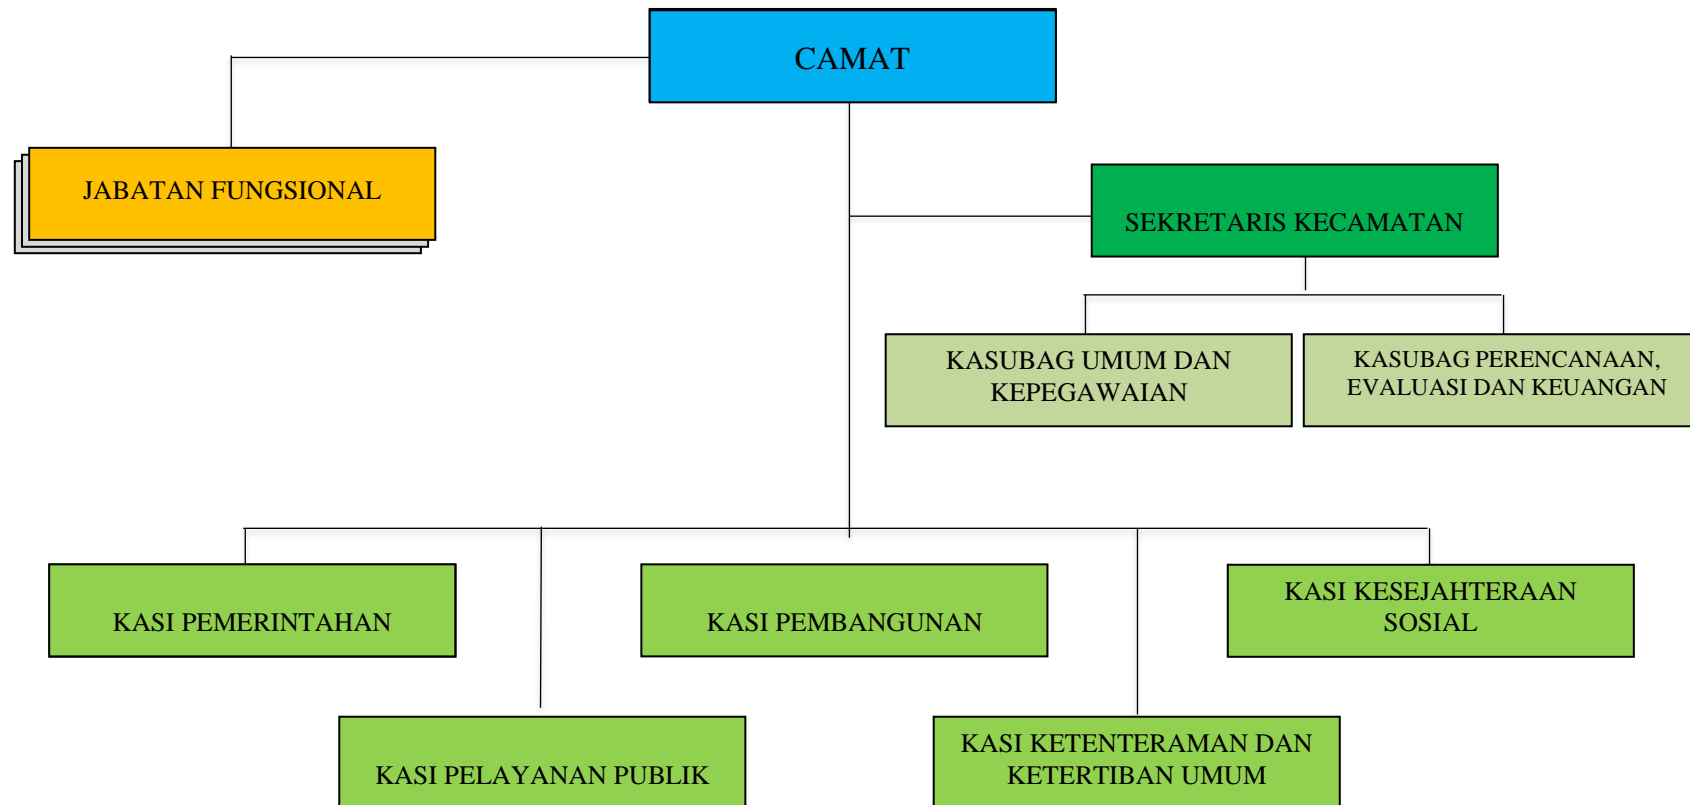 CAMAT
JABATAN FUNGSIONAL
SEKRETARIS KECAMATAN
KASUBAG UMUM DAN
KEPEGAWAIAN
KASUBAG PERENCANAAN,
EVALUASI DAN KEUANGAN
KASI PEMERINTAHAN
KASI PEMBANGUNAN
KASI KESEJAHTERAAN
SOSIAL
KASI PELAYANAN PUBLIK
KASI KETENTERAMAN DAN
KETERTIBAN UMUM